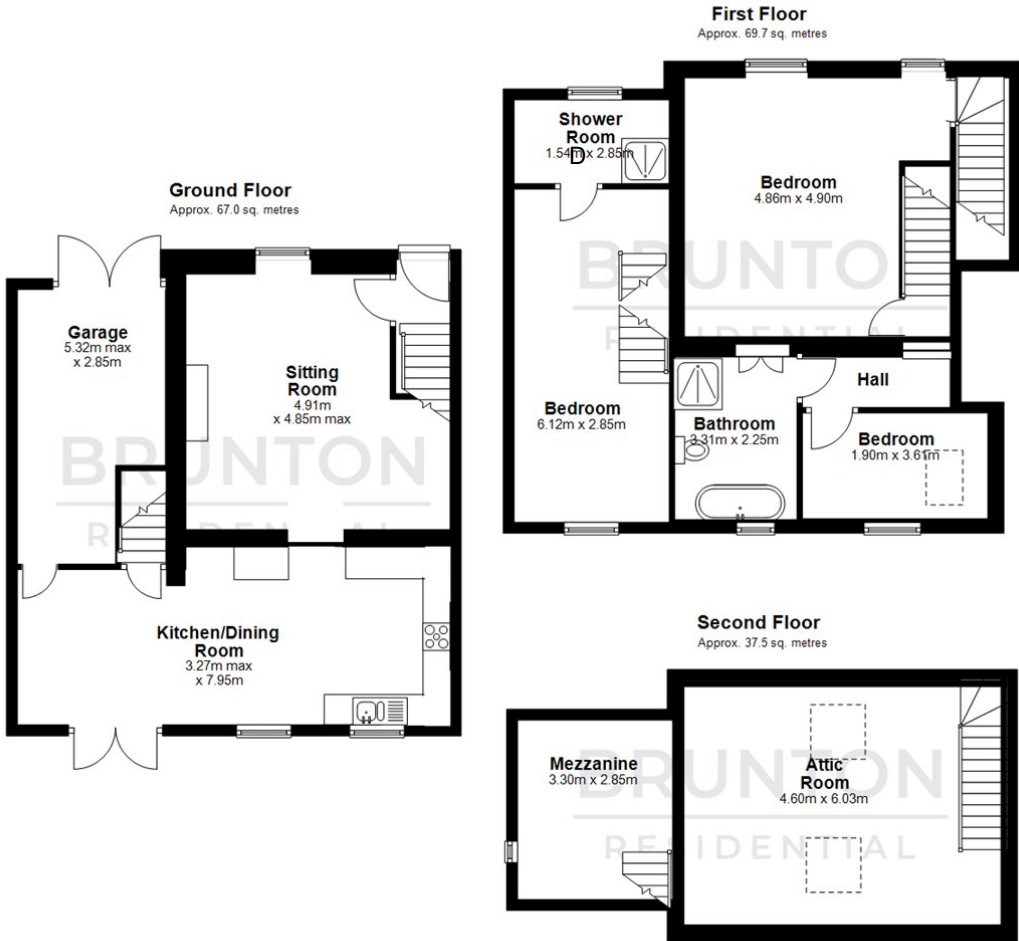 Ground Floor
Approx. 67.0 sq. metres
Garage
5.32m max
x 2.85m
Sitting
Room
4.91m
x 4.85m max
Kitchen/Dining
Room
3.27m max
x 7.95m
BRUNTON
RESIDENTIAL
First Floor
Approx. 69.7 sq. metres
Shower
Room
1.54m x 2.85m
D
Bedroom
4.86m x 4.90m
Bedroom
6.12m x 2.85m
Bathroom
3.31m x 2.25m
Hall
Bedroom
1.90m x 3.61m
BRUNTO
R
Second Floor
Approx. 37.5 sq. metres
Mezzanine
3.30m x 2.85m
Attic
Room
4.60m x 6.03m
BRUNTON
RESIDENTIAL